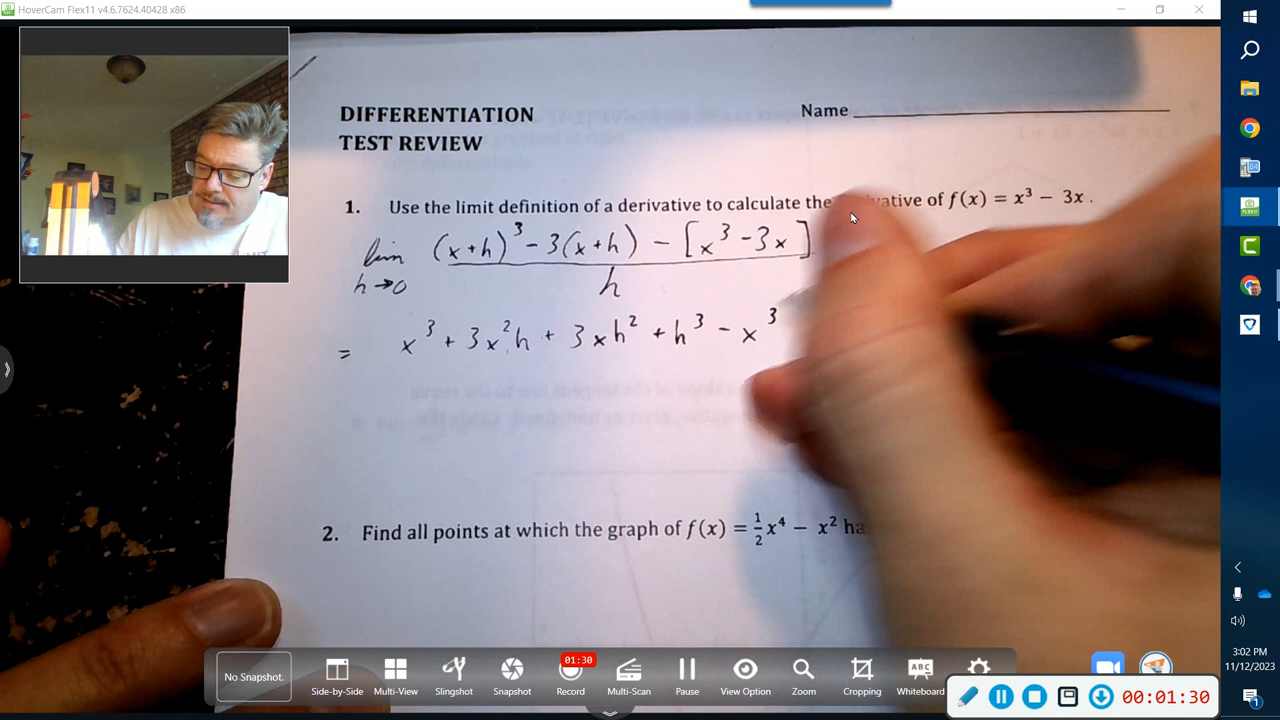 HoverCam Flex11 v4.6.7624.40428 x86
DIFFERENTIATION
TEST REVIEW
Name
1. Use the limit definition of a derivative to calculate the of f(x) = x³ − 3x .
lim (x+h)³ − 3(x+h) − [x³ − 3x]
h→0 h
= x³ + 3x²h + 3xh² + h³ − x³
2. Find all points at which the graph of f(x) = ½x⁴ − x²
No Snapshot.
Side-by-Side
Multi-View
Slingshot
Snapshot
01:30
Record
Multi-Scan
Pause
View Option
Zoom
Cropping
ABC
Whiteboard
00:01:30
3:02 PM
11/12/2023